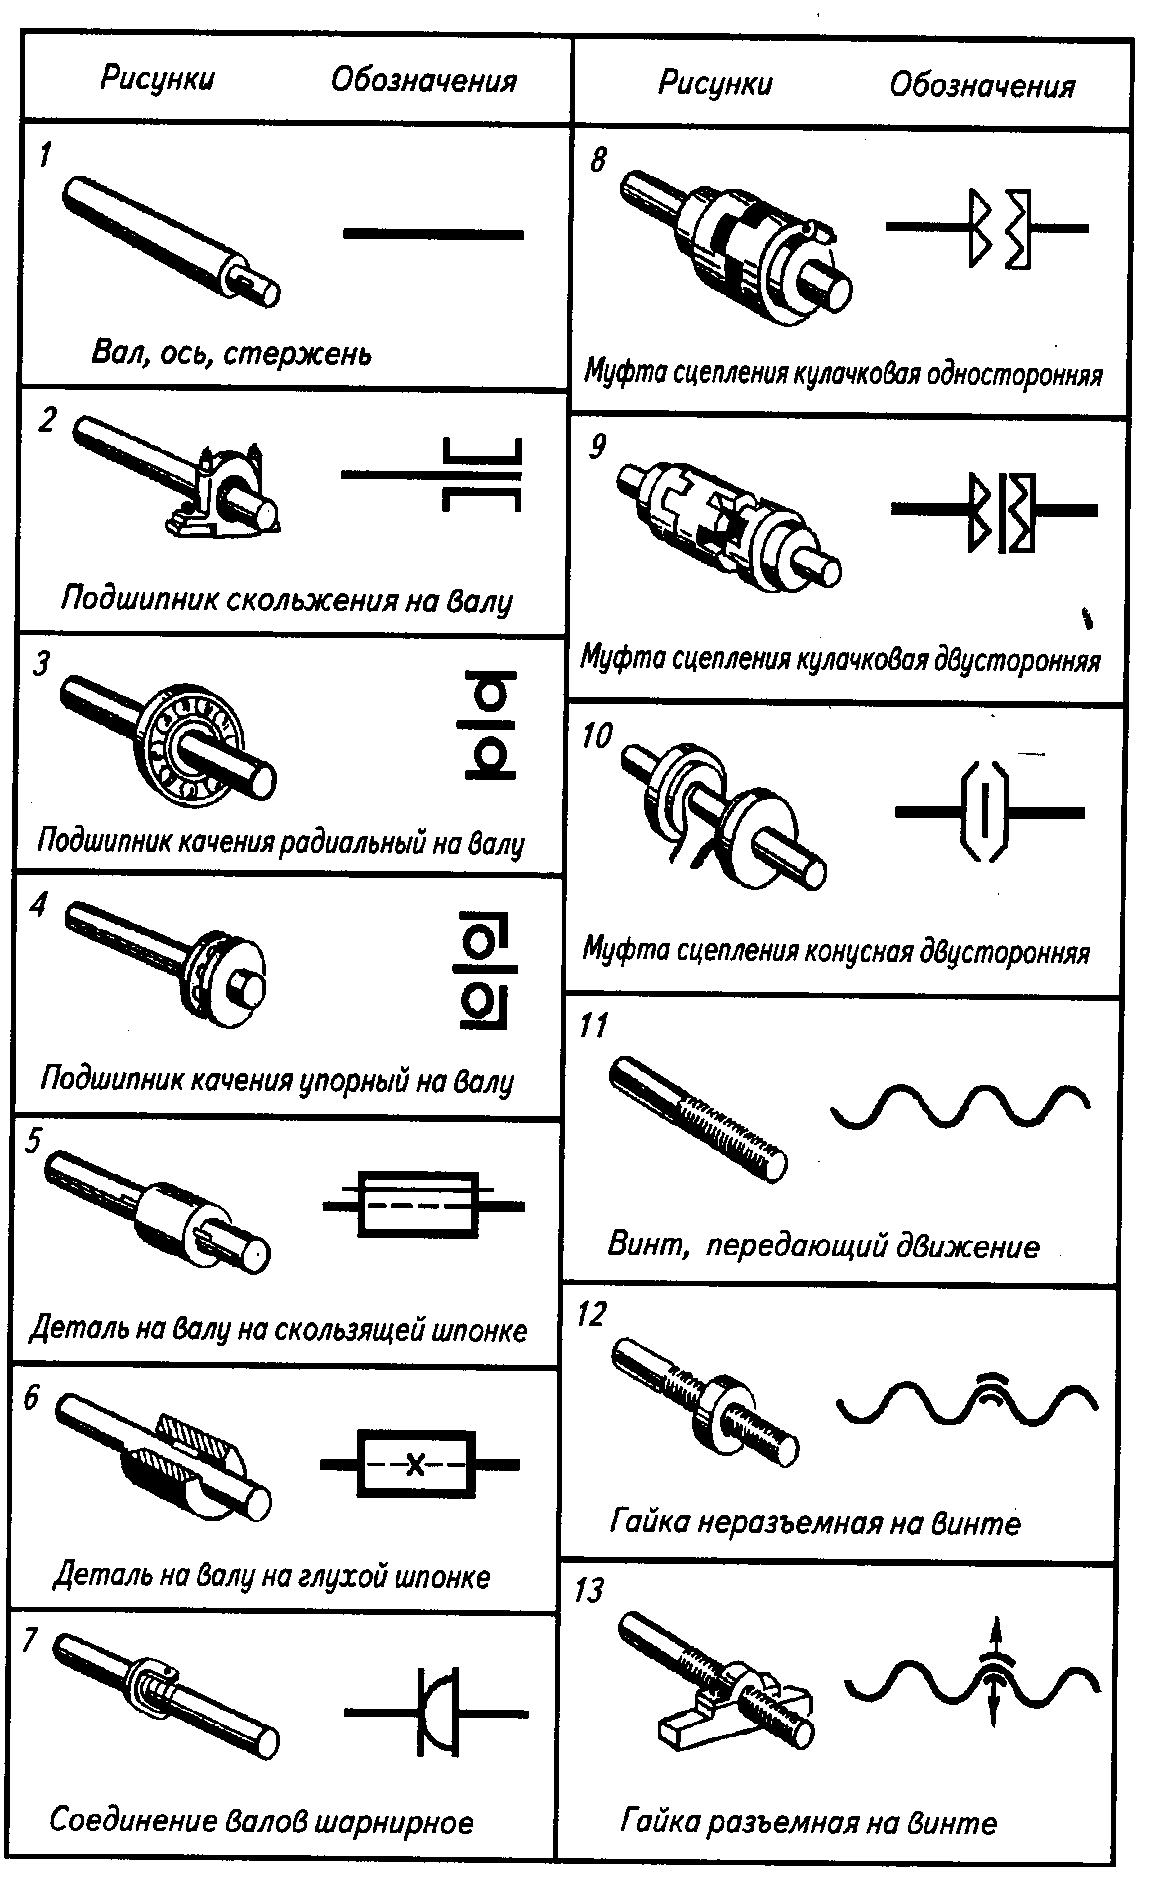 Рисунки Обозначения
1
Вал, ось, стержень
2
Подшипник скольжения на валу
3
Подшипник качения радиальный на валу
4
Подшипник качения упорный на валу
5
Деталь на валу на скользящей шпонке
6
Деталь на валу на глухой шпонке
7
Соединение валов шарнирное
Рисунки Обозначения
8
Муфта сцепления кулачковая односторонняя
9
Муфта сцепления кулачковая двусторонняя
10
Муфта сцепления конусная двусторонняя
11
Винт, передающий движение
12
Гайка неразъемная на винте
13
Гайка разъемная на винте